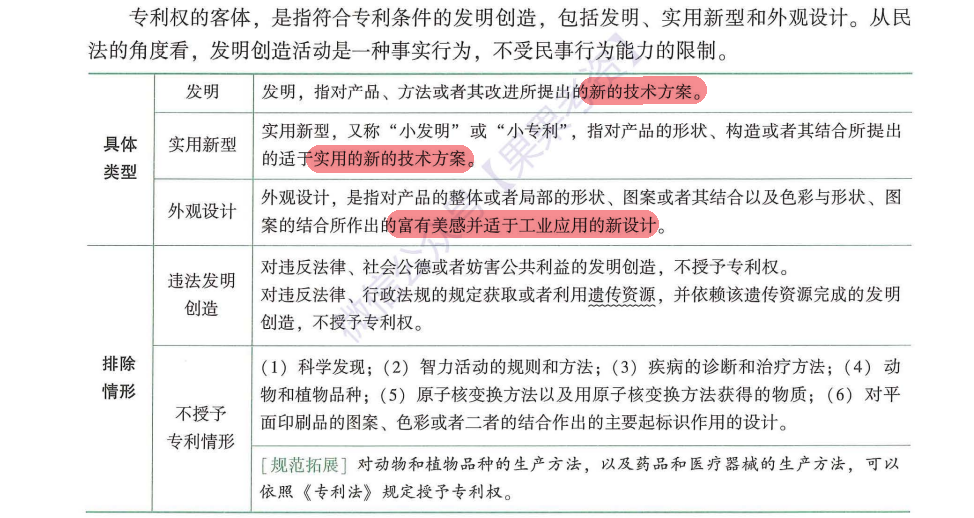 专利权的客体，是指符合专利条件的发明创造，包括发明、实用新型和外观设计。从民
法的角度看，发明创造活动是一种事实行为，不受民事行为能力的限制。
具体
类型
发明
发明，指对产品、方法或者其改进所提出的新的技术方案。
实用新型
实用新型，又称“小发明”或“小专利”，指对产品的形状、构造或者其结合所提出
的适于实用的新的技术方案。
外观设计
外观设计，是指对产品的整体或者局部的形状、图案或者其结合以及色彩与形状、图
案的结合所作出的富有美感并适于工业应用的新设计。
排除
情形
违法发明
创造
对违反法律、社会公德或者妨害公共利益的发明创造，不授予专利权。
对违反法律、行政法规的规定获取或者利用遗传资源，并依赖该遗传资源完成的发明
创造，不授予专利权。
不授予
专利情形
（1）科学发现；（2）智力活动的规则和方法；（3）疾病的诊断和治疗方法；（4）动
物和植物品种；（5）原子核变换方法以及用原子核变换方法获得的物质；（6）对平
面印刷品的图案、色彩或者二者的结合作出的主要起标识作用的设计。
[规范拓展] 对动物和植物品种的生产方法，以及药品和医疗器械的生产方法，可以
依照《专利法》规定授予专利权。
微信公众号【果果考资】